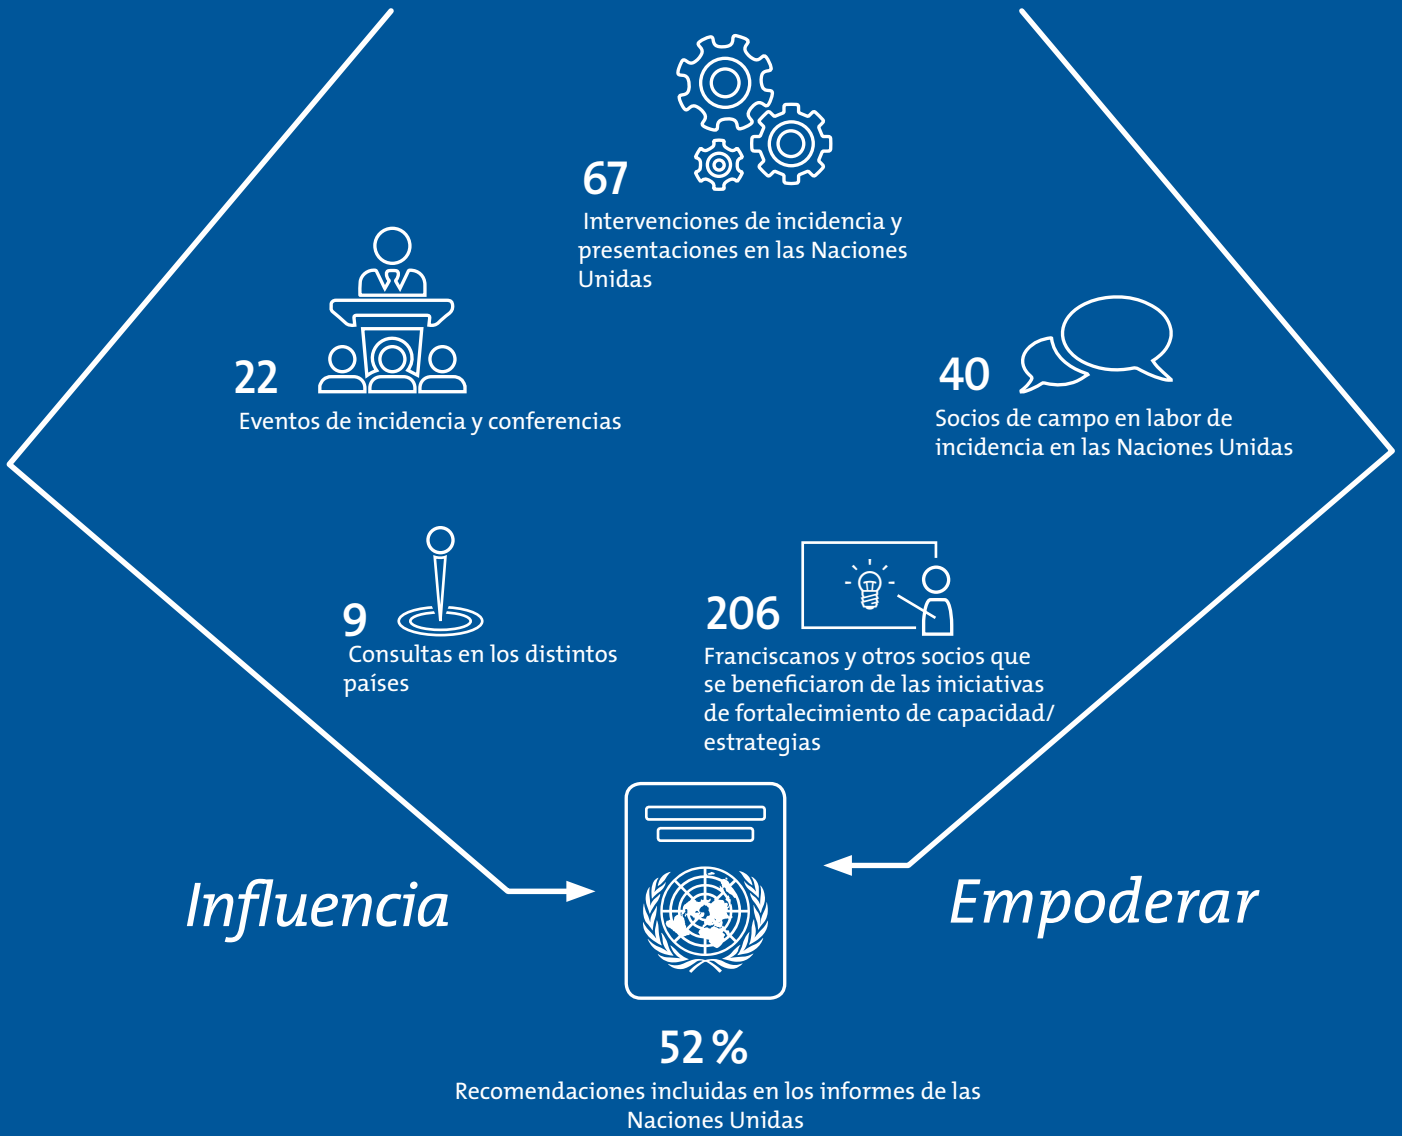 67
Intervenciones de incidencia y
presentaciones en las Naciones
Unidas
22
Eventos de incidencia y conferencias
40
Socios de campo en labor de
incidencia en las Naciones Unidas
9
Consultas en los distintos
países
206
Franciscanos y otros socios que
se beneficiaron de las iniciativas
de fortalecimiento de capacidad/
estrategias
Influencia
Empoderar
52 %
Recomendaciones incluidas en los informes de las
Naciones Unidas